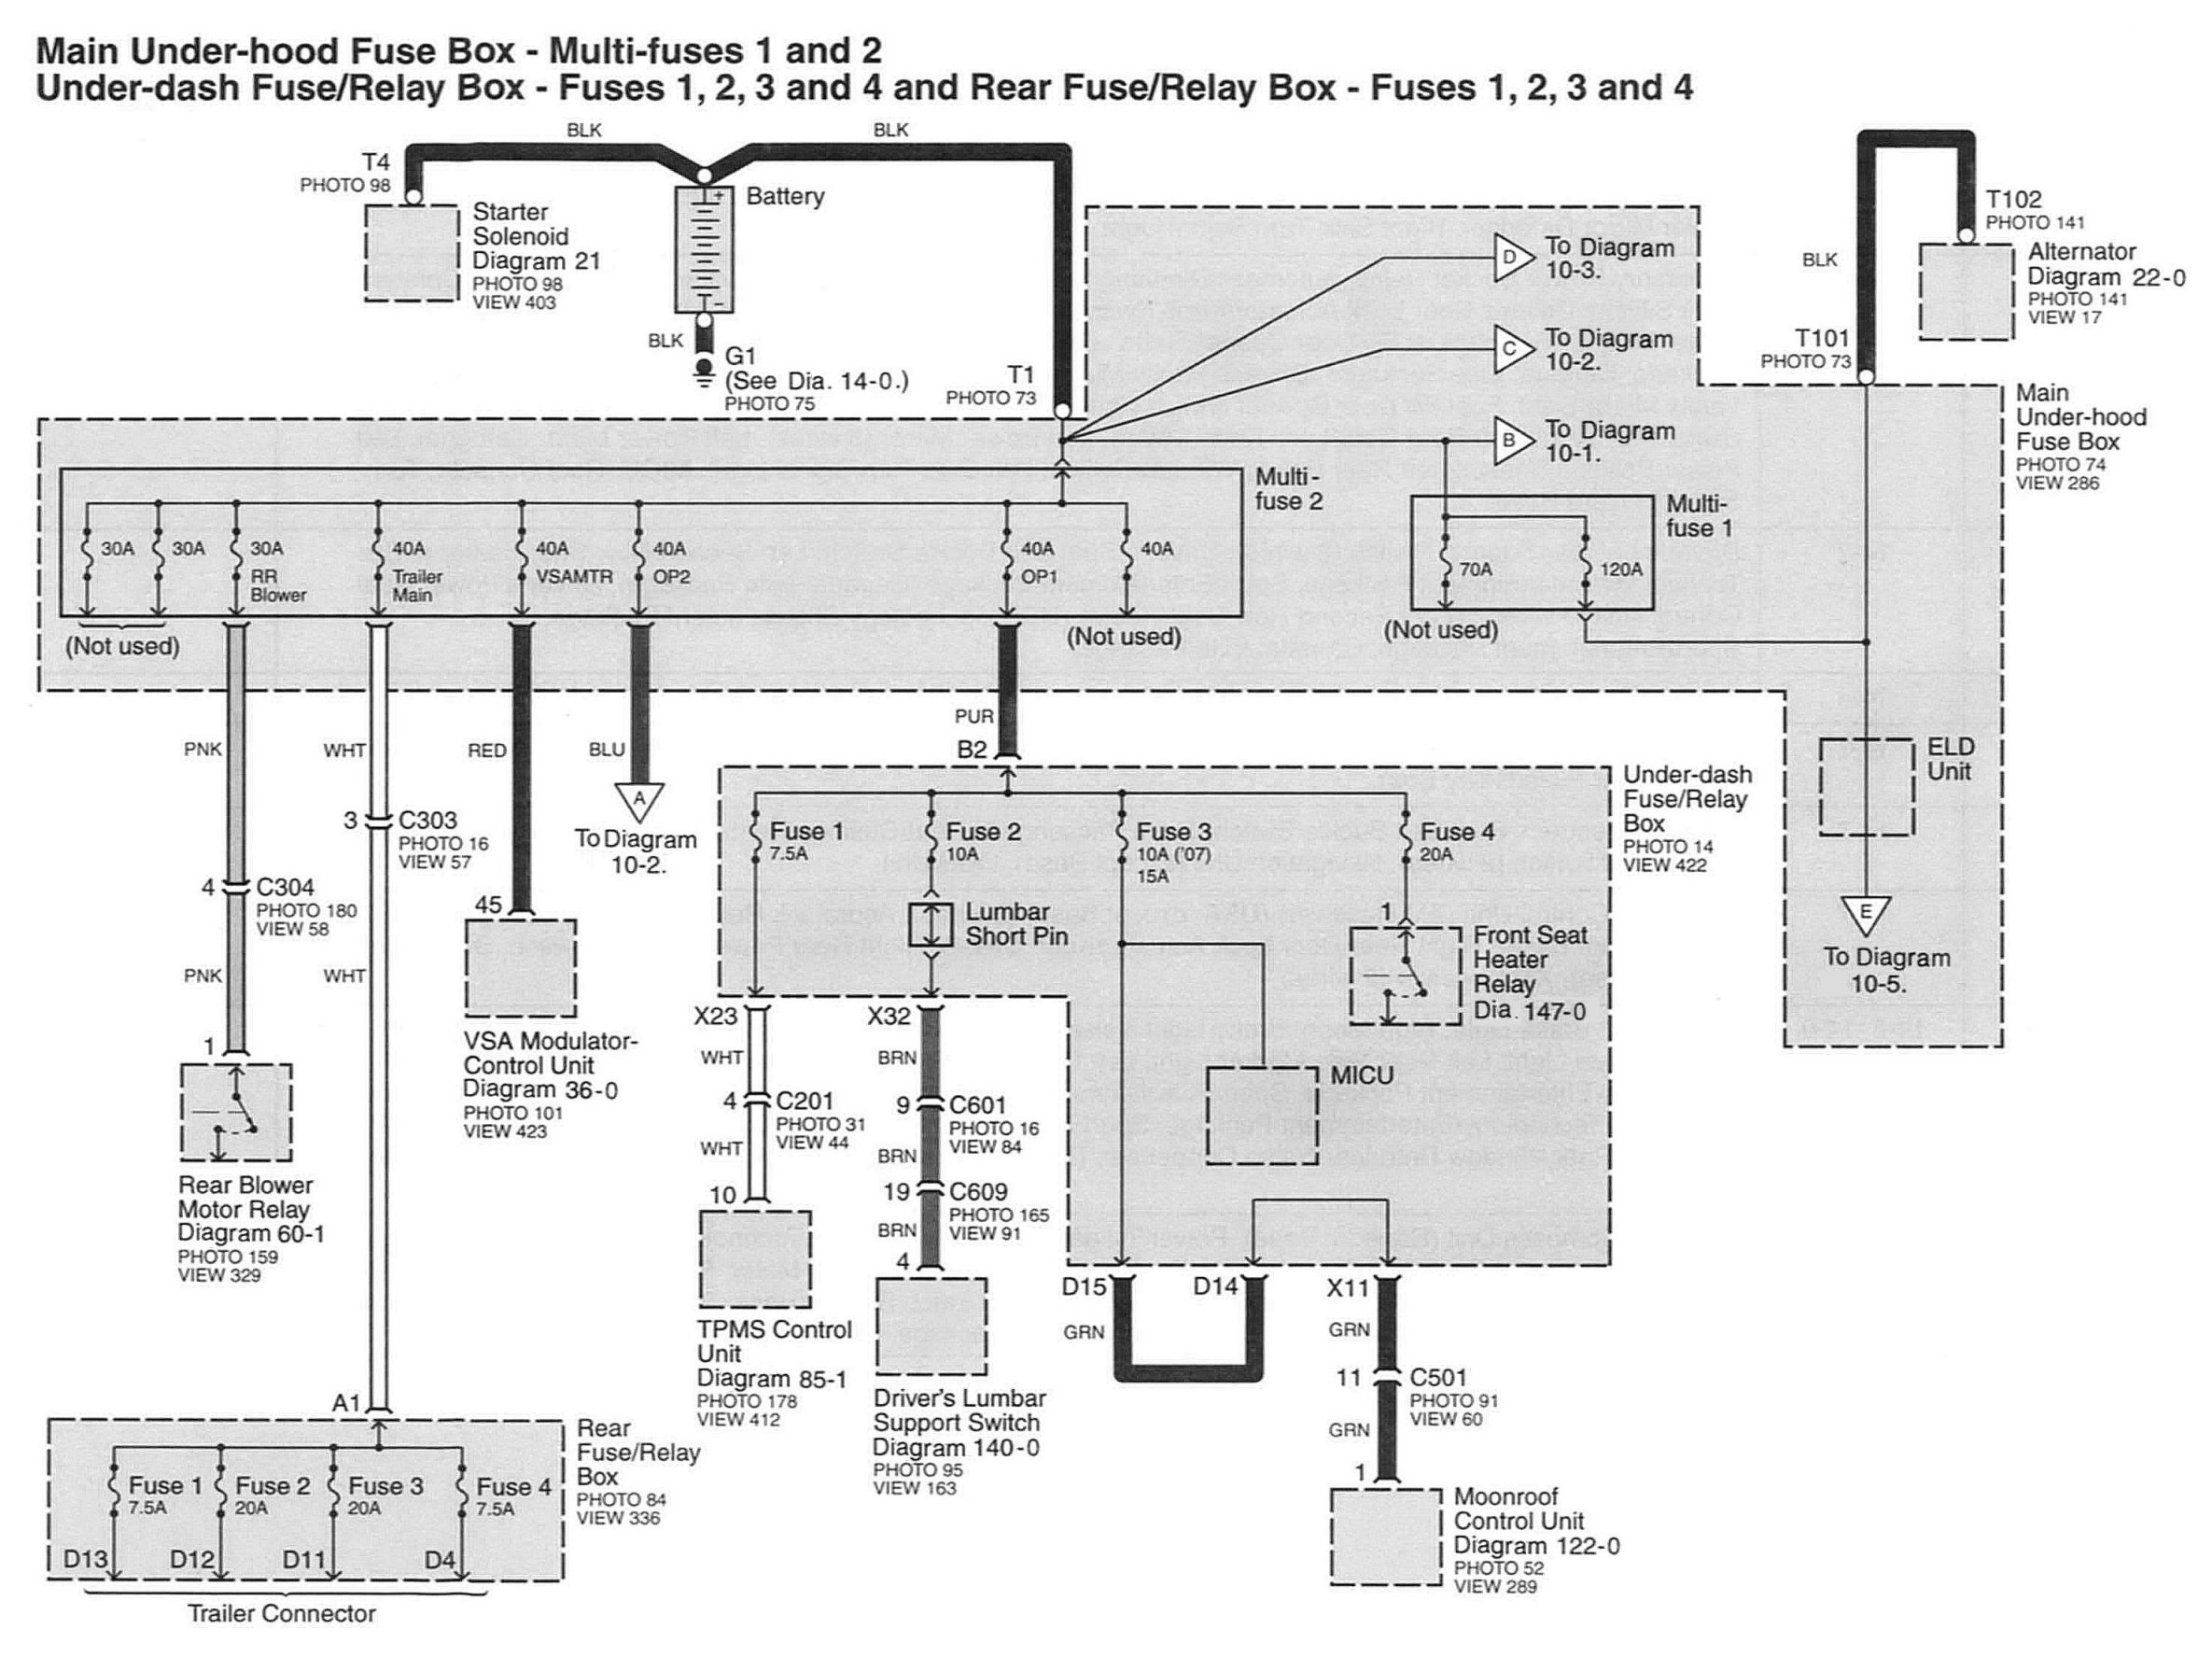 Main Under-hood Fuse Box - Multi-fuses 1 and 2
Under-dash Fuse/Relay Box - Fuses 1, 2, 3 and 4 and Rear Fuse/Relay Box - Fuses 1, 2, 3 and 4
BLK
BLK
T4
PHOTO 98
Starter
Solenoid
Diagram 21
PHOTO 98
VIEW 403
+
-
Battery
BLK
G1
(See Dia. 14-0.)
PHOTO 75
T1
PHOTO 73
D
To Diagram
10-3.
C
To Diagram
10-2.
B
To Diagram
10-1.
BLK
T102
PHOTO 141
Alternator
Diagram 22-0
PHOTO 141
VIEW 17
T101
PHOTO 73
Main
Under-hood
Fuse Box
PHOTO 74
VIEW 286
Multi-
fuse 2
30A
30A
30A
RR
Blower
40A
Trailer
Main
40A
VSAMTR
40A
OP2
40A
OP1
40A
(Not used)
(Not used)
Multi-
fuse 1
70A
120A
(Not used)
PNK
WHT
RED
BLU
PUR
B2
A
To Diagram
10-2.
3
C303
PHOTO 16
VIEW 57
4
C304
PHOTO 180
VIEW 58
PNK
WHT
1
Rear Blower
Motor Relay
Diagram 60-1
PHOTO 159
VIEW 329
45
VSA Modulator-
Control Unit
Diagram 36-0
PHOTO 101
VIEW 423
Under-dash
Fuse/Relay
Box
PHOTO 14
VIEW 422
Fuse 1
7.5A
Fuse 2
10A
Fuse 3
10A ('07)
15A
Fuse 4
20A
Lumbar
Short Pin
1
Front Seat
Heater
Relay
Dia. 147-0
MICU
ELD
Unit
E
To Diagram
10-5.
X23
WHT
4
C201
PHOTO 31
VIEW 44
WHT
10
TPMS Control
Unit
Diagram 85-1
PHOTO 178
VIEW 412
X32
BRN
9
C601
PHOTO 16
VIEW 84
BRN
19
C609
PHOTO 165
VIEW 91
BRN
4
Driver's Lumbar
Support Switch
Diagram 140-0
PHOTO 95
VIEW 163
D15
D14
GRN
X11
GRN
11
C501
PHOTO 91
VIEW 60
GRN
1
Moonroof
Control Unit
Diagram 122-0
PHOTO 52
VIEW 289
A1
Rear
Fuse/Relay
Box
PHOTO 84
VIEW 336
Fuse 1
7.5A
Fuse 2
20A
Fuse 3
20A
Fuse 4
7.5A
D13
D12
D11
D4
Trailer Connector